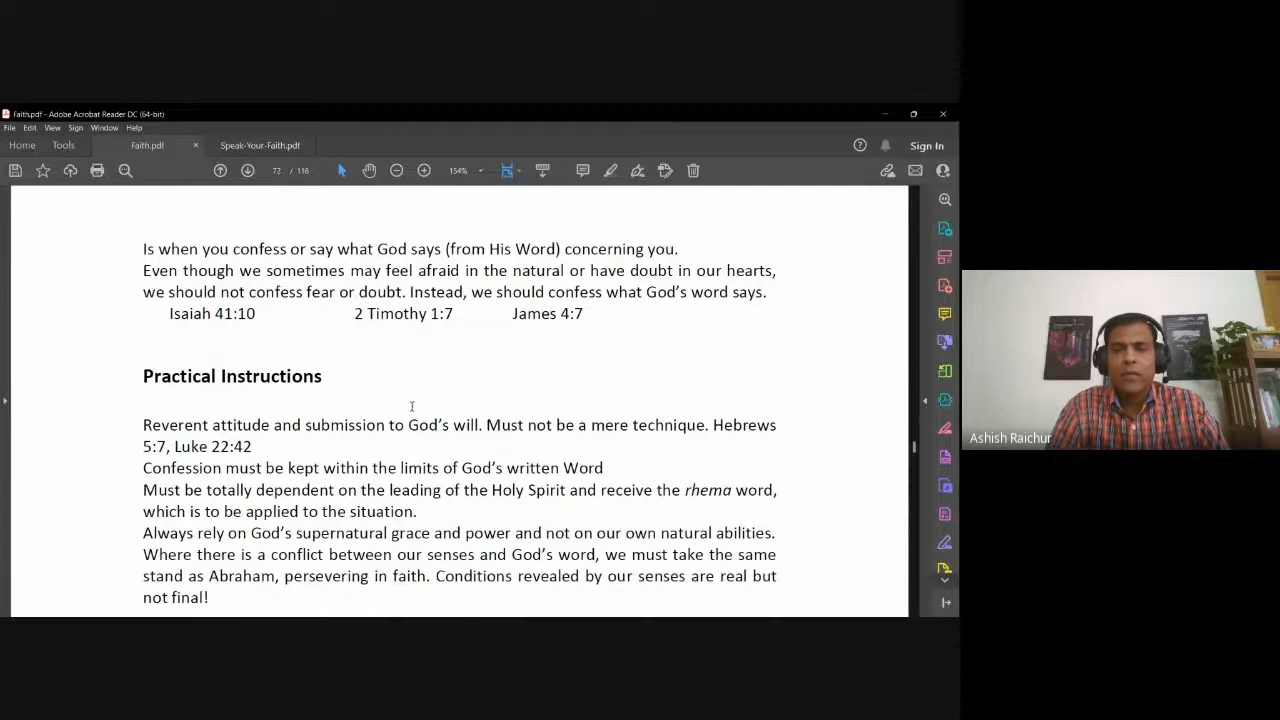 Faith.pdf - Adobe Acrobat Reader DC (64-bit)
File Edit View Sign Window Help
Home Tools Faith.pdf × Speak-Your-Faith.pdf Sign In
72 / 116 154%
Is when you confess or say what God says (from His Word) concerning you.
Even though we sometimes may feel afraid in the natural or have doubt in our hearts,
we should not confess fear or doubt. Instead, we should confess what God’s word says.
Isaiah 41:10 2 Timothy 1:7 James 4:7
Practical Instructions
Reverent attitude and submission to God’s will. Must not be a mere technique. Hebrews
5:7, Luke 22:42
Confession must be kept within the limits of God’s written Word
Must be totally dependent on the leading of the Holy Spirit and receive the rhema word,
which is to be applied to the situation.
Always rely on God’s supernatural grace and power and not on our own natural abilities.
Where there is a conflict between our senses and God’s word, we must take the same
stand as Abraham, persevering in faith. Conditions revealed by our senses are real but
not final!
Ashish Raichur